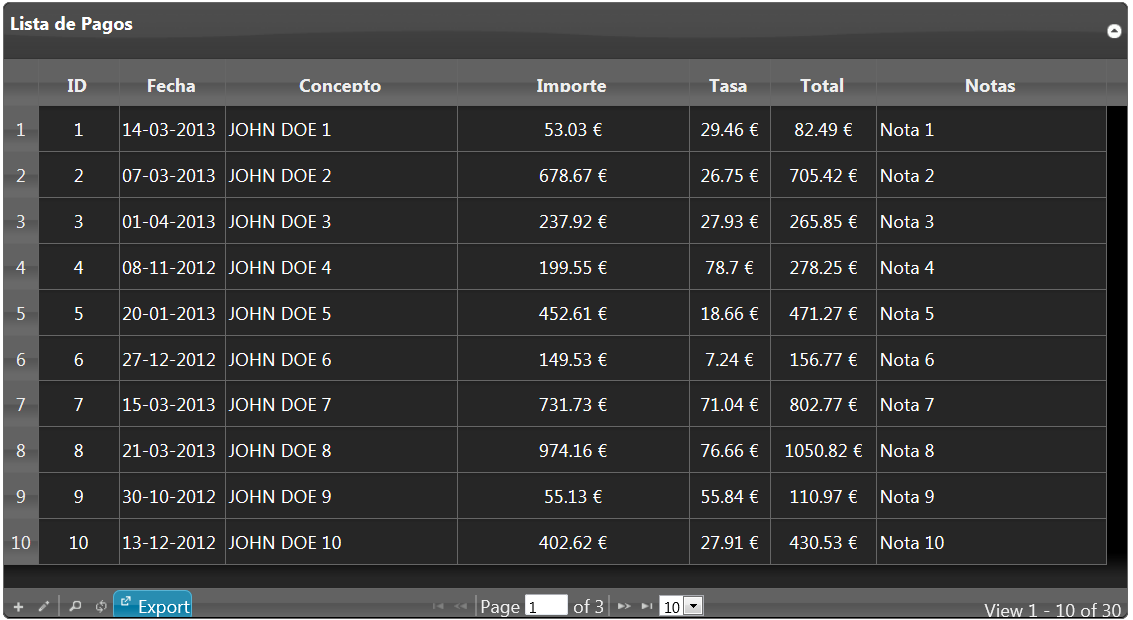 Lista de Pagos
ID Fecha Concepto Importe Tasa Total Notas
1 1 14-03-2013 JOHN DOE 1 53.03 € 29.46 € 82.49 € Nota 1
2 2 07-03-2013 JOHN DOE 2 678.67 € 26.75 € 705.42 € Nota 2
3 3 01-04-2013 JOHN DOE 3 237.92 € 27.93 € 265.85 € Nota 3
4 4 08-11-2012 JOHN DOE 4 199.55 € 78.7 € 278.25 € Nota 4
5 5 20-01-2013 JOHN DOE 5 452.61 € 18.66 € 471.27 € Nota 5
6 6 27-12-2012 JOHN DOE 6 149.53 € 7.24 € 156.77 € Nota 6
7 7 15-03-2013 JOHN DOE 7 731.73 € 71.04 € 802.77 € Nota 7
8 8 21-03-2013 JOHN DOE 8 974.16 € 76.66 € 1050.82 € Nota 8
9 9 30-10-2012 JOHN DOE 9 55.13 € 55.84 € 110.97 € Nota 9
10 10 13-12-2012 JOHN DOE 10 402.62 € 27.91 € 430.53 € Nota 10
Export Page 1 of 3 10 View 1 - 10 of 30